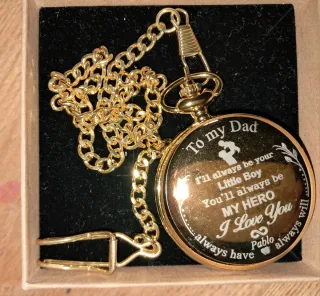 To my Dad
I'll always be your
Little Boy
You'll always be
MY HERO
I Love You
Pablo
always have always will